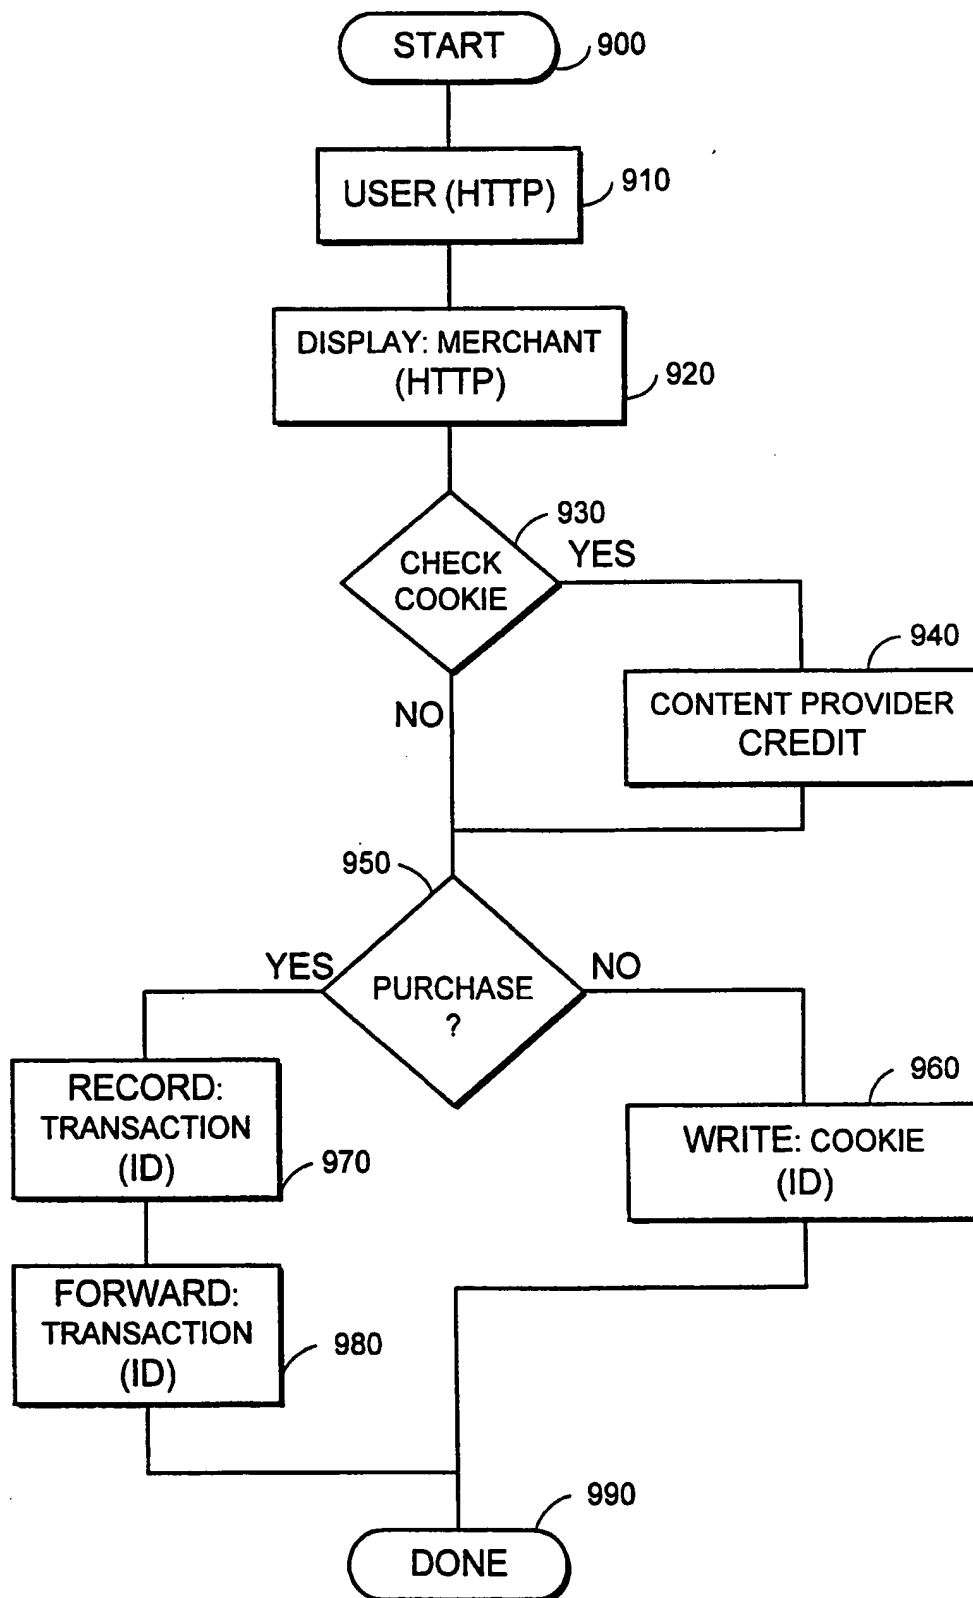 START
900
USER (HTTP)
910
DISPLAY: MERCHANT
(HTTP)
920
930
CHECK
COOKIE
YES
NO
940
CONTENT PROVIDER
CREDIT
950
YES
PURCHASE
?
NO
RECORD:
TRANSACTION
(ID)
970
960
WRITE: COOKIE
(ID)
FORWARD:
TRANSACTION
(ID)
980
990
DONE